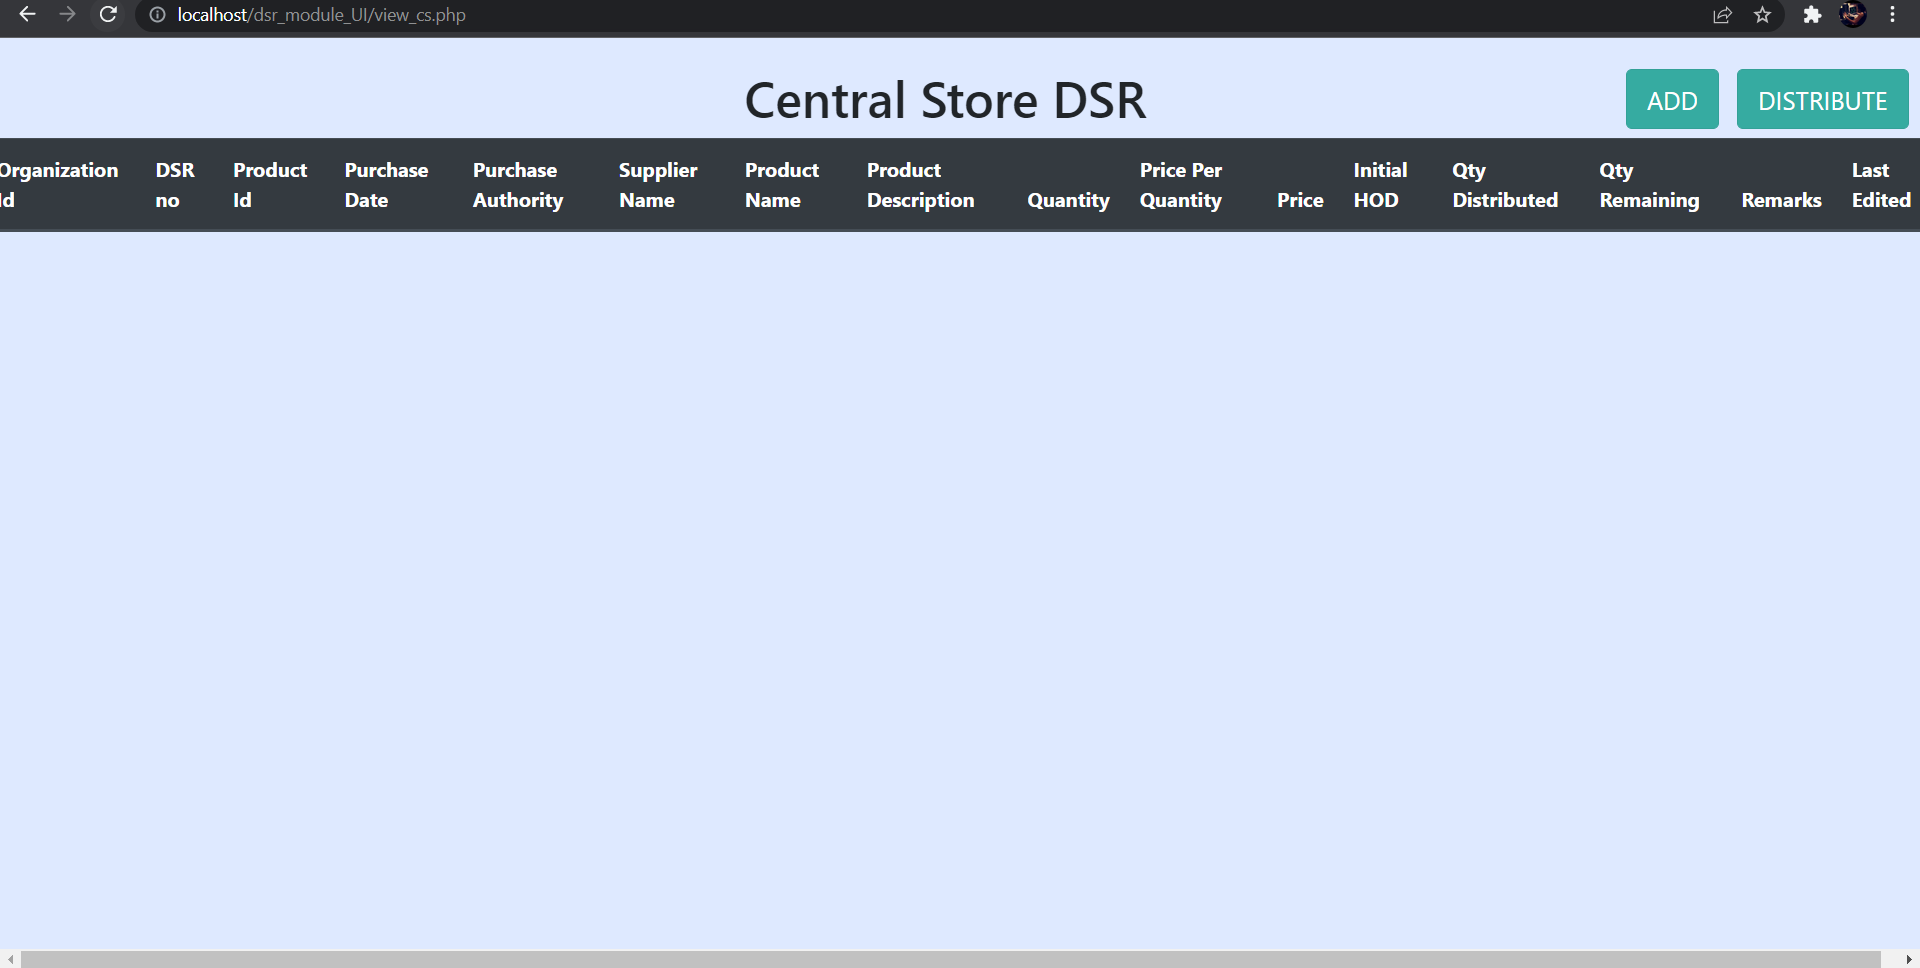 localhost/dsr_module_UI/view_cs.php
Central Store DSR
ADD
DISTRIBUTE
Organization Id
DSR no
Product Id
Purchase Date
Purchase Authority
Supplier Name
Product Name
Product Description
Quantity
Price Per Quantity
Price
Initial HOD
Qty Distributed
Qty Remaining
Remarks
Last Edited